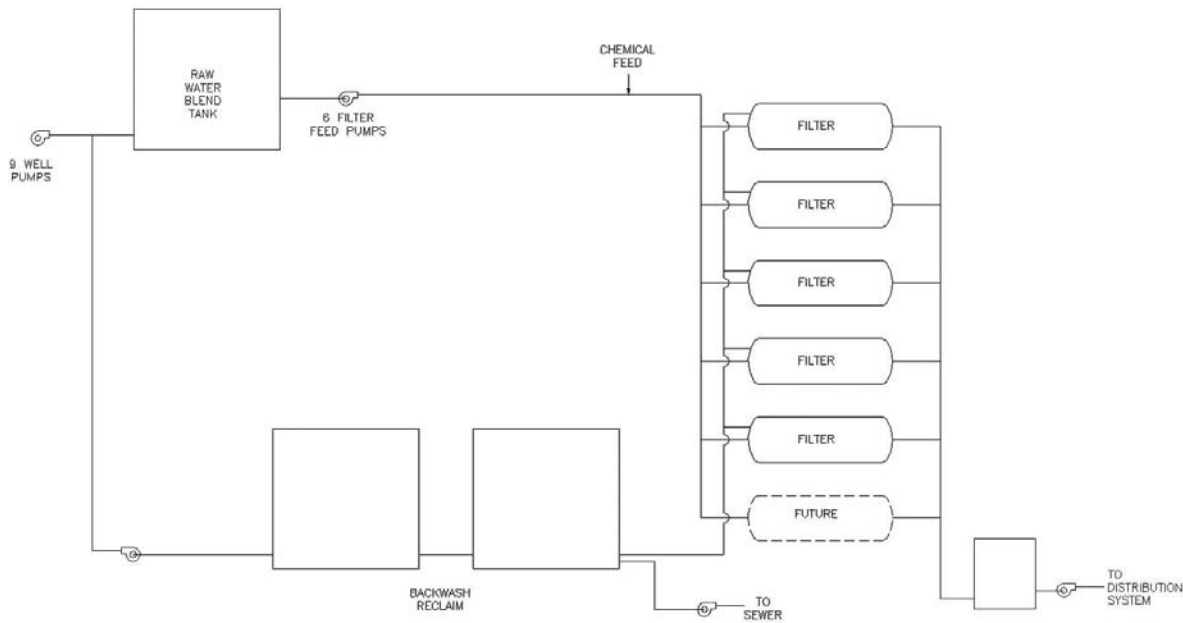 RAW
WATER
BLEND
TANK
9 WELL
PUMPS
6 FILTER
FEED PUMPS
CHEMICAL
FEED
FILTER
FILTER
FILTER
FILTER
FILTER
FUTURE
BACKWASH
RECLAIM
TO
SEWER
TO
DISTRIBUTION
SYSTEM